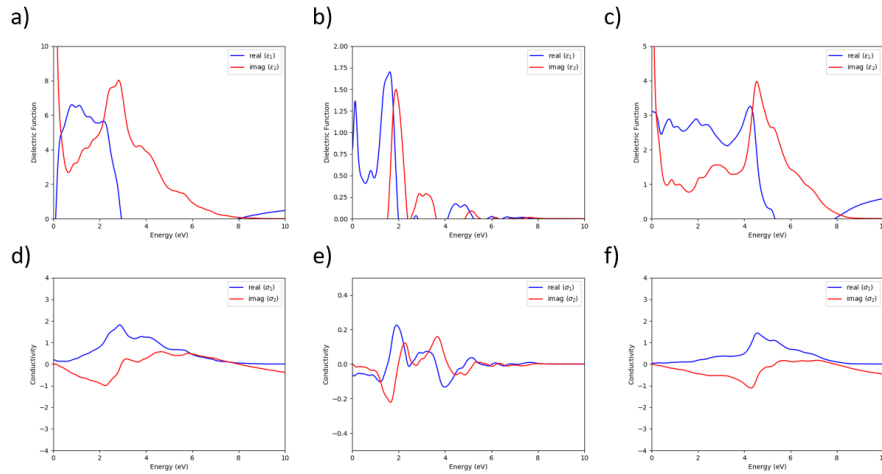 a)
10
8
6
4
2
0
Dielectric Function
0 2 4 6 8 10
Energy (eV)
real (ε₁)
imag (ε₂)
b)
2.00
1.75
1.50
1.25
1.00
0.75
0.50
0.25
0.00
Dielectric Function
0 2 4 6 8 10
Energy (eV)
real (ε₁)
imag (ε₂)
c)
5
4
3
2
1
0
Dielectric Function
0 2 4 6 8 10
Energy (eV)
real (ε₁)
imag (ε₂)
d)
4
3
2
1
0
−1
−2
−3
−4
Conductivity
0 2 4 6 8 10
Energy (eV)
real (σ₁)
imag (σ₂)
e)
0.4
0.2
0.0
−0.2
−0.4
Conductivity
0 2 4 6 8 10
Energy (eV)
real (σ₁)
imag (σ₂)
f)
4
3
2
1
0
−1
−2
−3
−4
Conductivity
0 2 4 6 8 10
Energy (eV)
real (σ₁)
imag (σ₂)